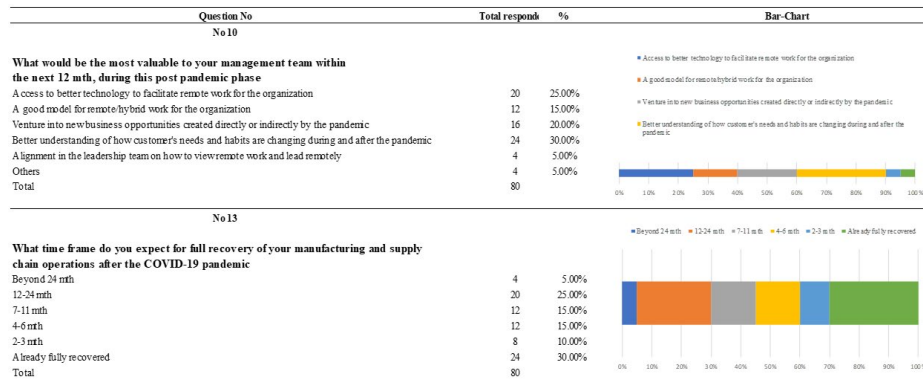 Question No Total responde % Bar-Chart
No 10
What would be the most valuable to your management team within
the next 12 mth, during this post pandemic phase
Access to better technology to facilitate remote work for the organization 20 25.00%
A good model for remote/hybrid work for the organization 12 15.00%
Venture into new business opportunities created directly or indirectly by the pandemic 16 20.00%
Better understanding of how customer's needs and habits are changing during and after the pandemic 24 30.00%
Alignment in the leadership team on how to view remote work and lead remotely 4 5.00%
Others 4 5.00%
Total 80
Access to better technology to facilitate remote work for the organization
A good model for remote/hybrid work for the organization
Venture into new business opportunities created directly or indirectly by the pandemic
Better understanding of how customer's needs and habits are changing during and after the
pandemic
0% 10% 20% 30% 40% 50% 60% 70% 80% 90% 100%
No 13
What time frame do you expect for full recovery of your manufacturing and supply
chain operations after the COVID-19 pandemic
Beyond 24 mth 4 5.00%
12-24 mth 20 25.00%
7-11 mth 12 15.00%
4-6 mth 12 15.00%
2-3 mth 8 10.00%
Already fully recovered 24 30.00%
Total 80
Beyond 24 mth 12-24 mth 7-11 mth 4-6 mth 2-3 mth Already fully recovered
0% 10% 20% 30% 40% 50% 60% 70% 80% 90% 100%